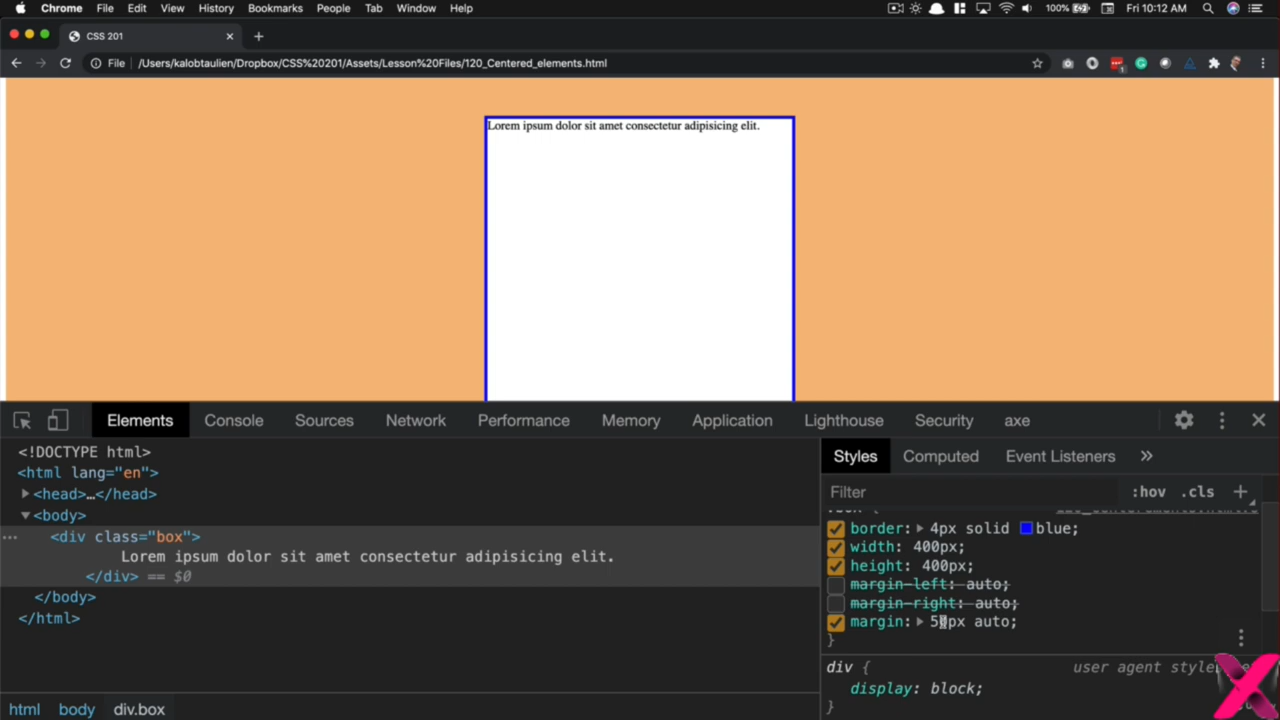 Chrome File Edit View History Bookmarks People Tab Window Help 100% Fri 10:12 AM
CSS 201
File /Users/kalobtaulien/Dropbox/CSS%20201/Assets/Lesson%20Files/120_Centered_elements.html
Lorem ipsum dolor sit amet consectetur adipisicing elit.
Elements Console Sources Network Performance Memory Application Lighthouse Security axe
<!DOCTYPE html>
<html lang="en">
<head>…</head>
<body>
<div class="box">
Lorem ipsum dolor sit amet consectetur adipisicing elit.
</div> == $0
</body>
</html>
html body div.box
Styles Computed Event Listeners
Filter :hov .cls
border: 4px solid blue;
width: 400px;
height: 400px;
margin-left: auto;
margin-right: auto;
margin: 50px auto;
}
div { user agent
display: block;
}